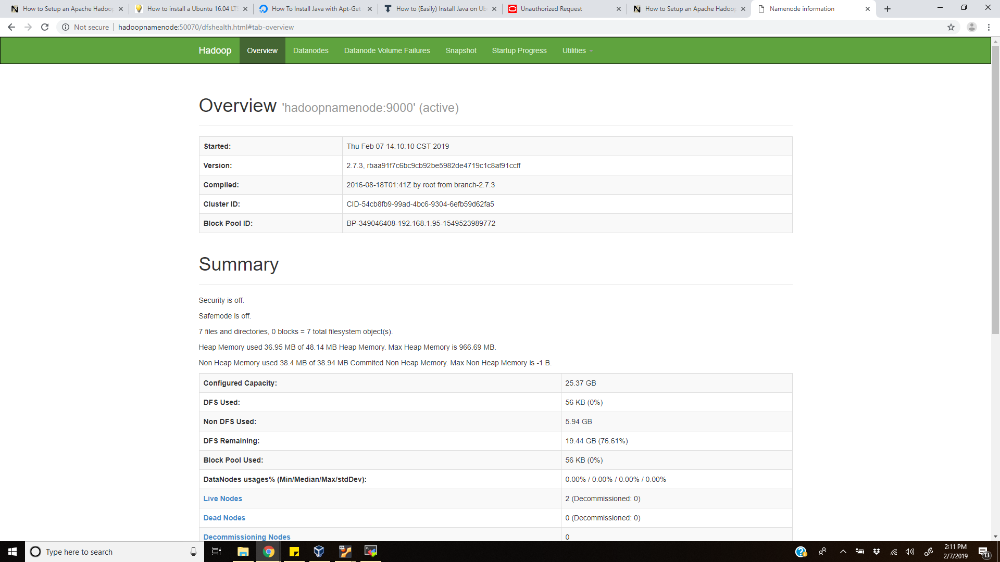 How to Setup an Apache Hadoo
How to install a Ubuntu 16.04 LTS
How To Install Java with Apt-Get
How to (Easily) Install Java on Ub
Unauthorized Request
How to Setup an Apache Hadoop
Namenode information
Not secure | hadoopnamenode:50070/dfshealth.html#tab-overview
Hadoop Overview Datanodes Datanode Volume Failures Snapshot Startup Progress Utilities
Overview 'hadoopnamenode:9000' (active)
Started: Thu Feb 07 14:10:10 CST 2019
Version: 2.7.3, rbaa91f7c6bc9cb92be5982de4719c1c8af91ccff
Compiled: 2016-08-18T01:41Z by root from branch-2.7.3
Cluster ID: CID-54cb8fb9-99ad-4bc6-9304-6efb59d62fa5
Block Pool ID: BP-349046408-192.168.1.95-1549523989772
Summary
Security is off.
Safemode is off.
7 files and directories, 0 blocks = 7 total filesystem object(s).
Heap Memory used 36.95 MB of 48.14 MB Heap Memory. Max Heap Memory is 966.69 MB.
Non Heap Memory used 38.4 MB of 38.94 MB Commited Non Heap Memory. Max Non Heap Memory is -1 B.
Configured Capacity: 25.37 GB
DFS Used: 56 KB (0%)
Non DFS Used: 5.94 GB
DFS Remaining: 19.44 GB (76.61%)
Block Pool Used: 56 KB (0%)
DataNodes usages% (Min/Median/Max/stdDev): 0.00% / 0.00% / 0.00% / 0.00%
Live Nodes 2 (Decommissioned: 0)
Dead Nodes 0 (Decommissioned: 0)
Decommissioning Nodes 0
Type here to search
2:11 PM
2/7/2019
13